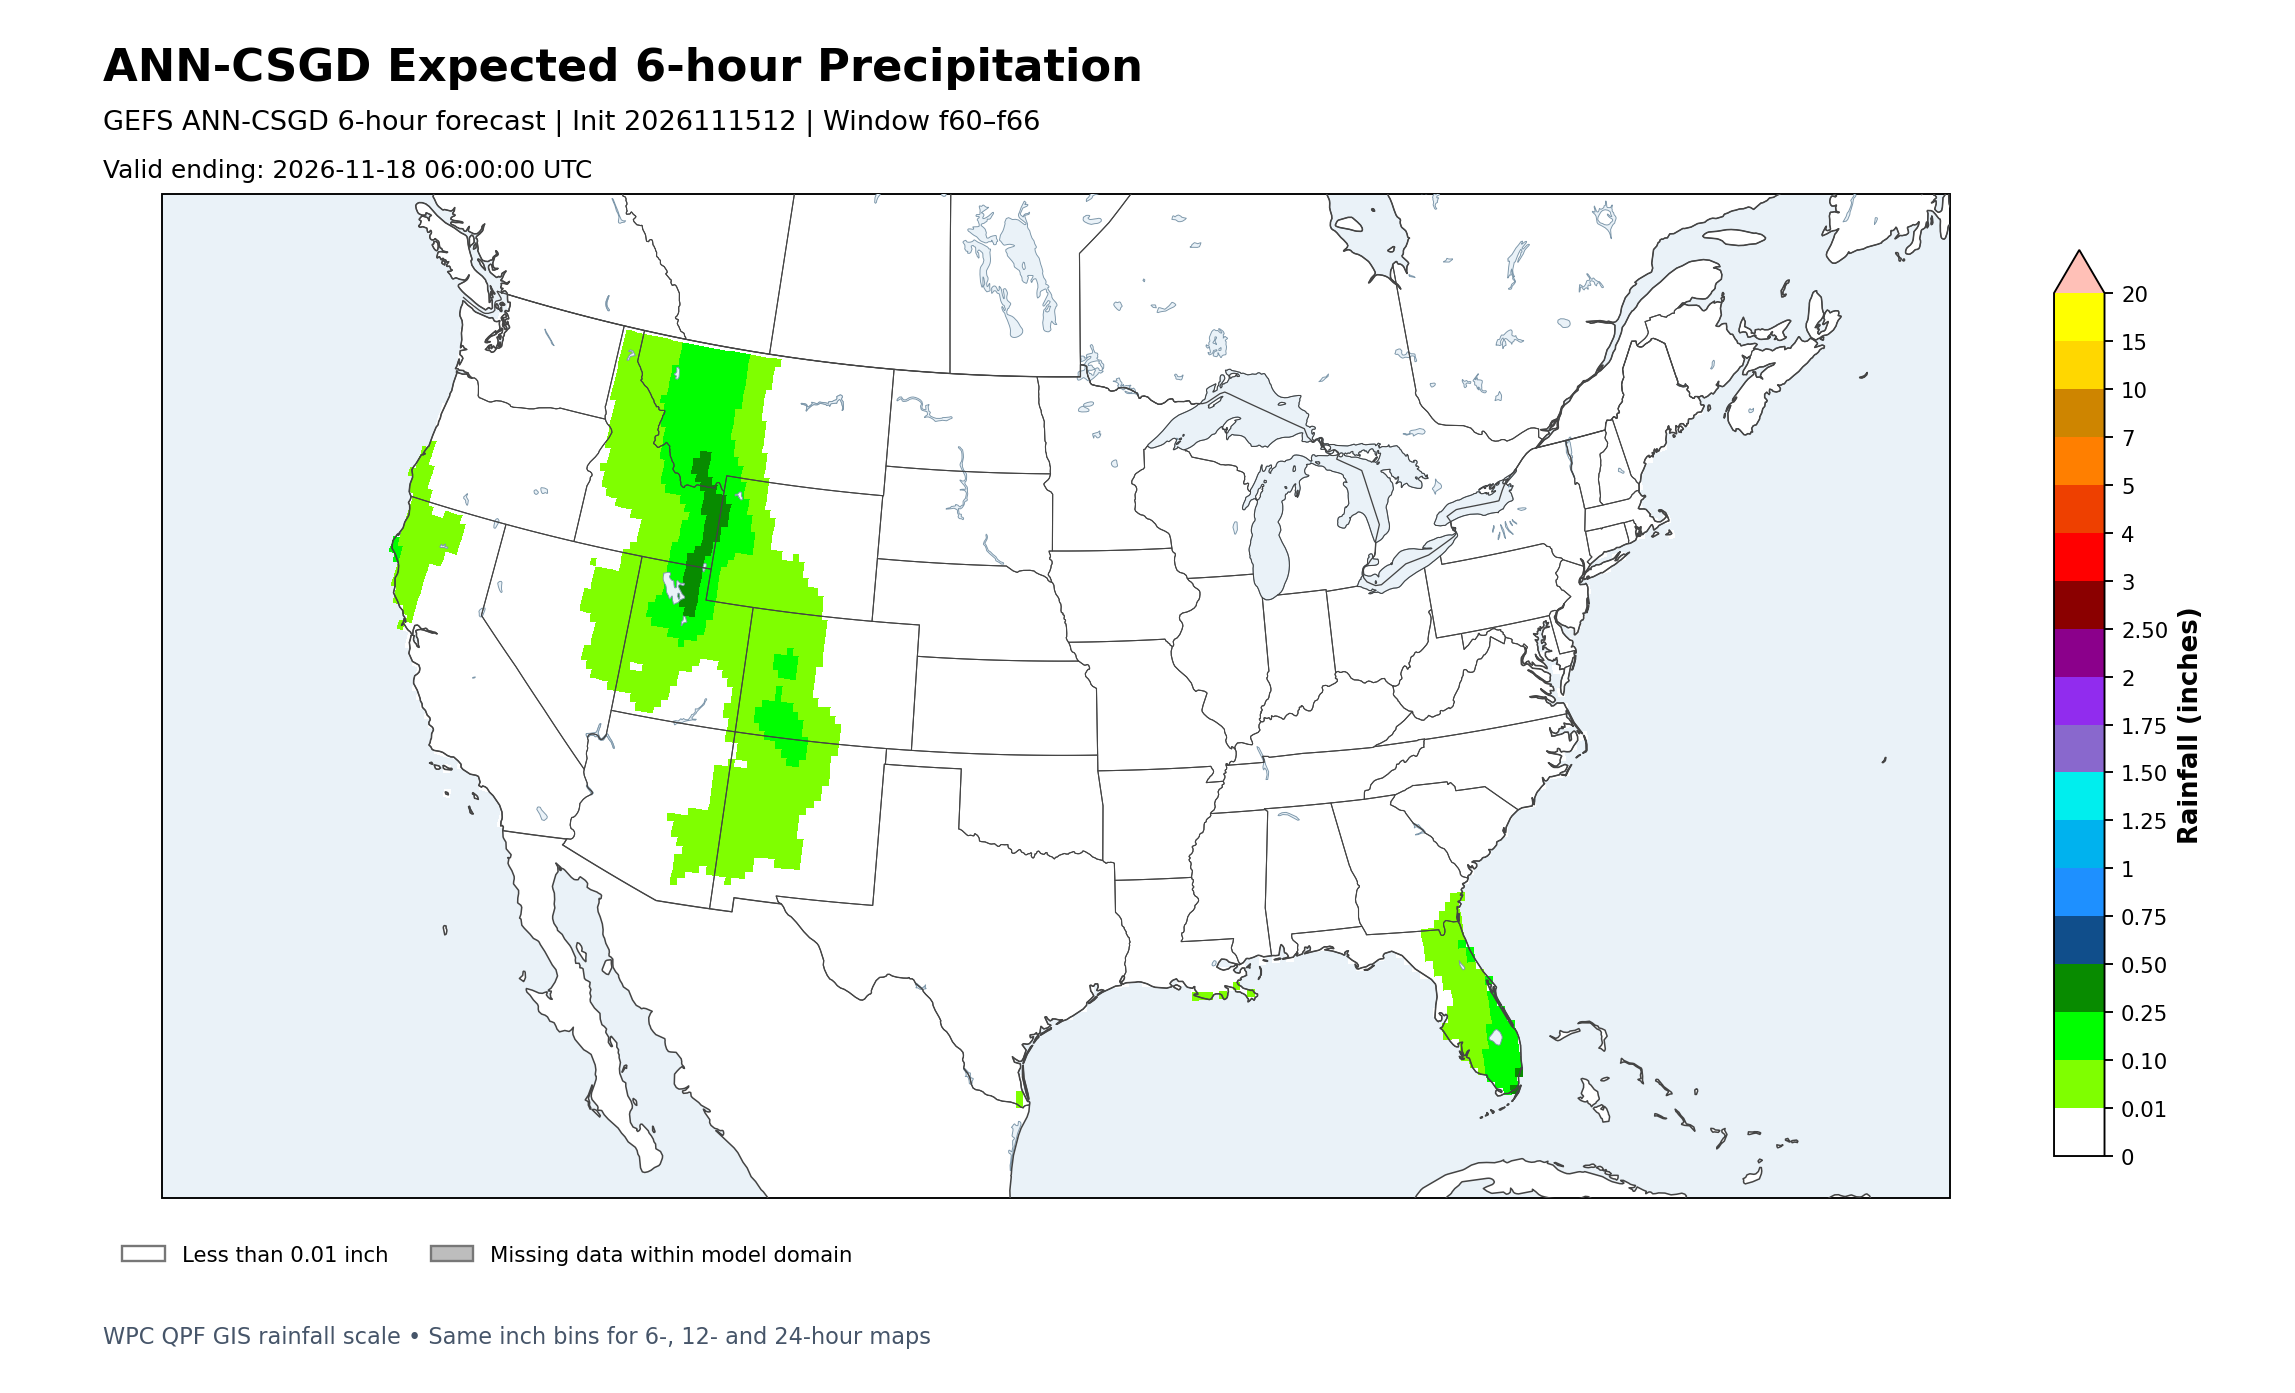 ANN-CSGD Expected 6-hour Precipitation
GEFS ANN-CSGD 6-hour forecast | Init 2026111512 | Window f60–f66
Valid ending: 2026-11-18 06:00:00 UTC
20
15
10
7
5
4
3
2.50
2
1.75
1.50
1.25
1
0.75
0.50
0.25
0.10
0.01
0
Rainfall (inches)
Less than 0.01 inch
Missing data within model domain
WPC QPF GIS rainfall scale • Same inch bins for 6-, 12- and 24-hour maps